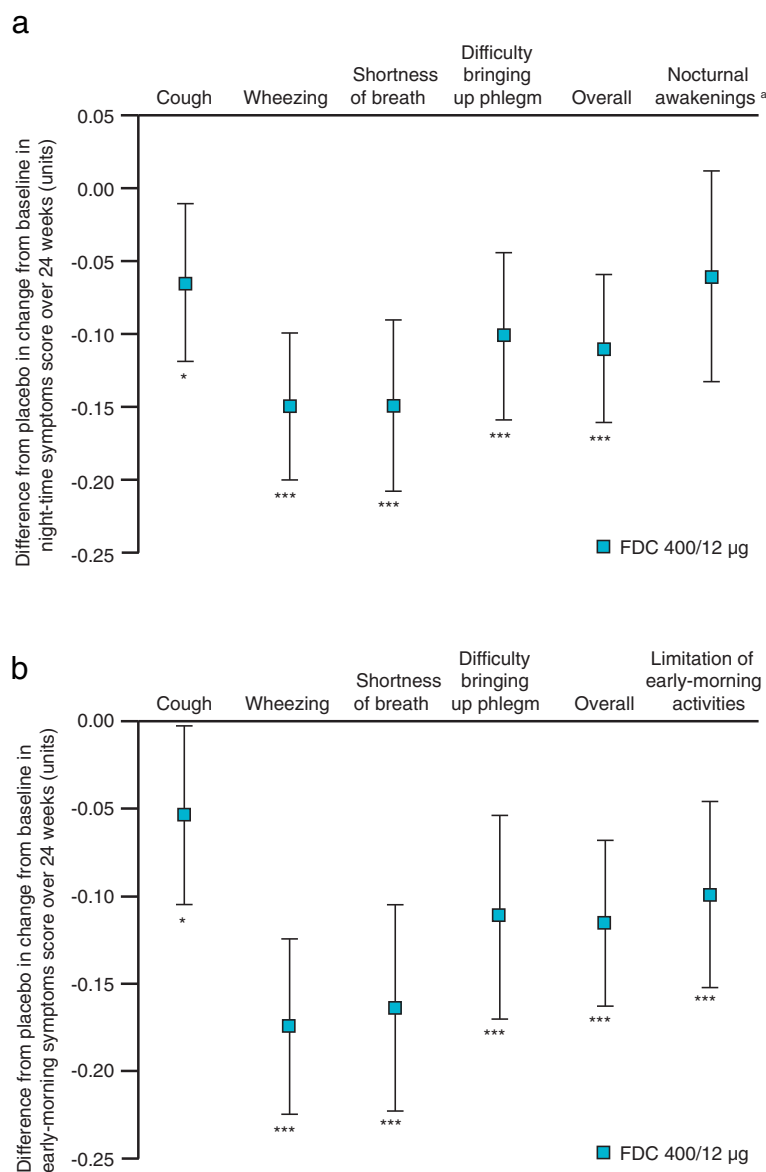 a
Cough
Wheezing
Shortness
of breath
Difficulty
bringing
up phlegm
Overall
Nocturnal
awakenings a
Difference from placebo in change from baseline in
night-time symptoms score over 24 weeks (units)
0.05
0.00
-0.05
-0.10
-0.15
-0.20
-0.25
*
***
***
***
***
FDC 400/12 µg
b
Cough
Wheezing
Shortness
of breath
Difficulty
bringing
up phlegm
Overall
Limitation of
early-morning
activities
Difference from placebo in change from baseline in
early-morning symptoms score over 24 weeks (units)
0.00
-0.05
-0.10
-0.15
-0.20
-0.25
*
***
***
***
***
***
FDC 400/12 µg